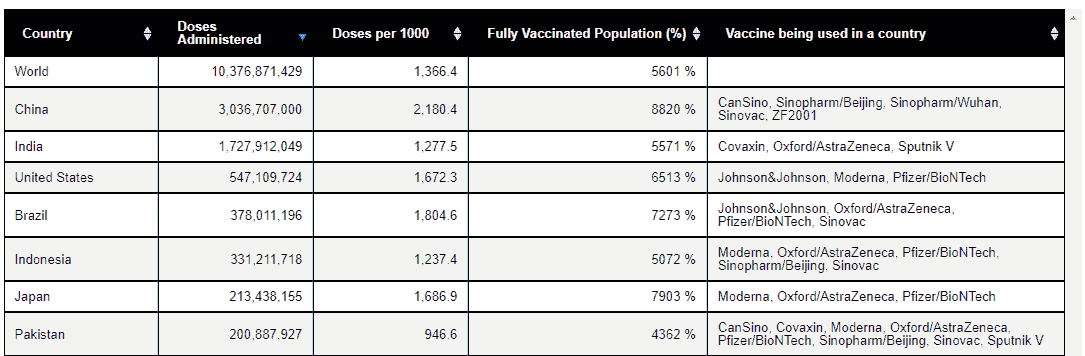 Country Doses Administered Doses per 1000 Fully Vaccinated Population (%) Vaccine being used in a country
World 10,376,871,429 1,366.4 5601 %
China 3,036,707,000 2,180.4 8820 % CanSino, Sinopharm/Beijing, Sinopharm/Wuhan,
Sinovac, ZF2001
India 1,727,912,049 1,277.5 5571 % Covaxin, Oxford/AstraZeneca, Sputnik V
United States 547,109,724 1,672.3 6513 % Johnson&Johnson, Moderna, Pfizer/BioNTech
Brazil 378,011,196 1,804.6 7273 % Johnson&Johnson, Oxford/AstraZeneca,
Pfizer/BioNTech, Sinovac
Indonesia 331,211,718 1,237.4 5072 % Moderna, Oxford/AstraZeneca, Pfizer/BioNTech,
Sinopharm/Beijing, Sinovac
Japan 213,438,155 1,686.9 7903 % Moderna, Oxford/AstraZeneca, Pfizer/BioNTech
Pakistan 200,887,927 946.6 4362 % CanSino, Covaxin, Moderna, Oxford/AstraZeneca,
Pfizer/BioNTech, Sinopharm/Beijing, Sinovac, Sputnik V